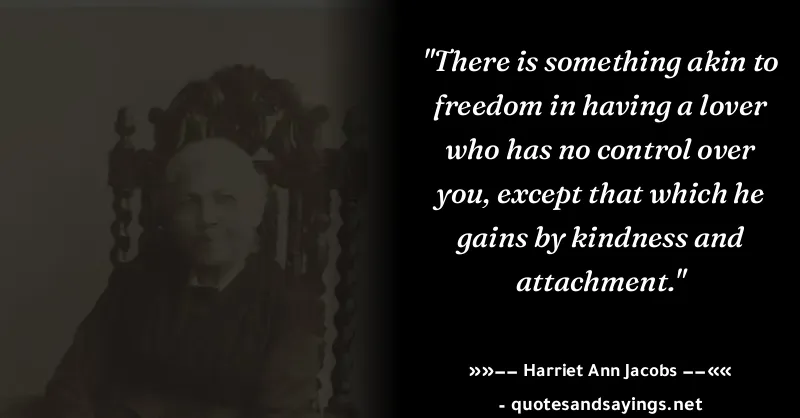 "There is something akin to
freedom in having a lover
who has no control over
you, except that which he
gains by kindness and
attachment."
»»−− Harriet Ann Jacobs −−««
- quotesandsayings.net